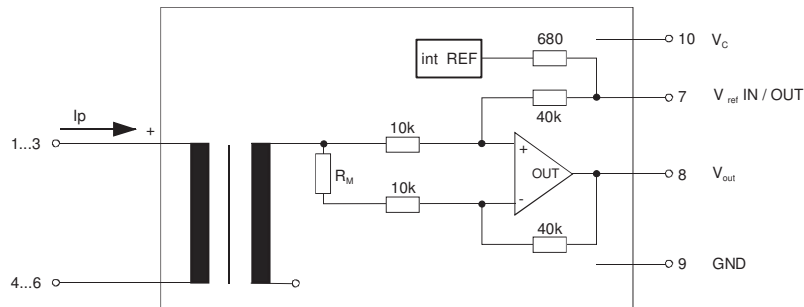 680
10 V_C
int REF
Ip
+
7 V_ref IN / OUT
40k
10k
1...3
+
OUT
8 V_out
R_M
10k
-
40k
9 GND
4...6